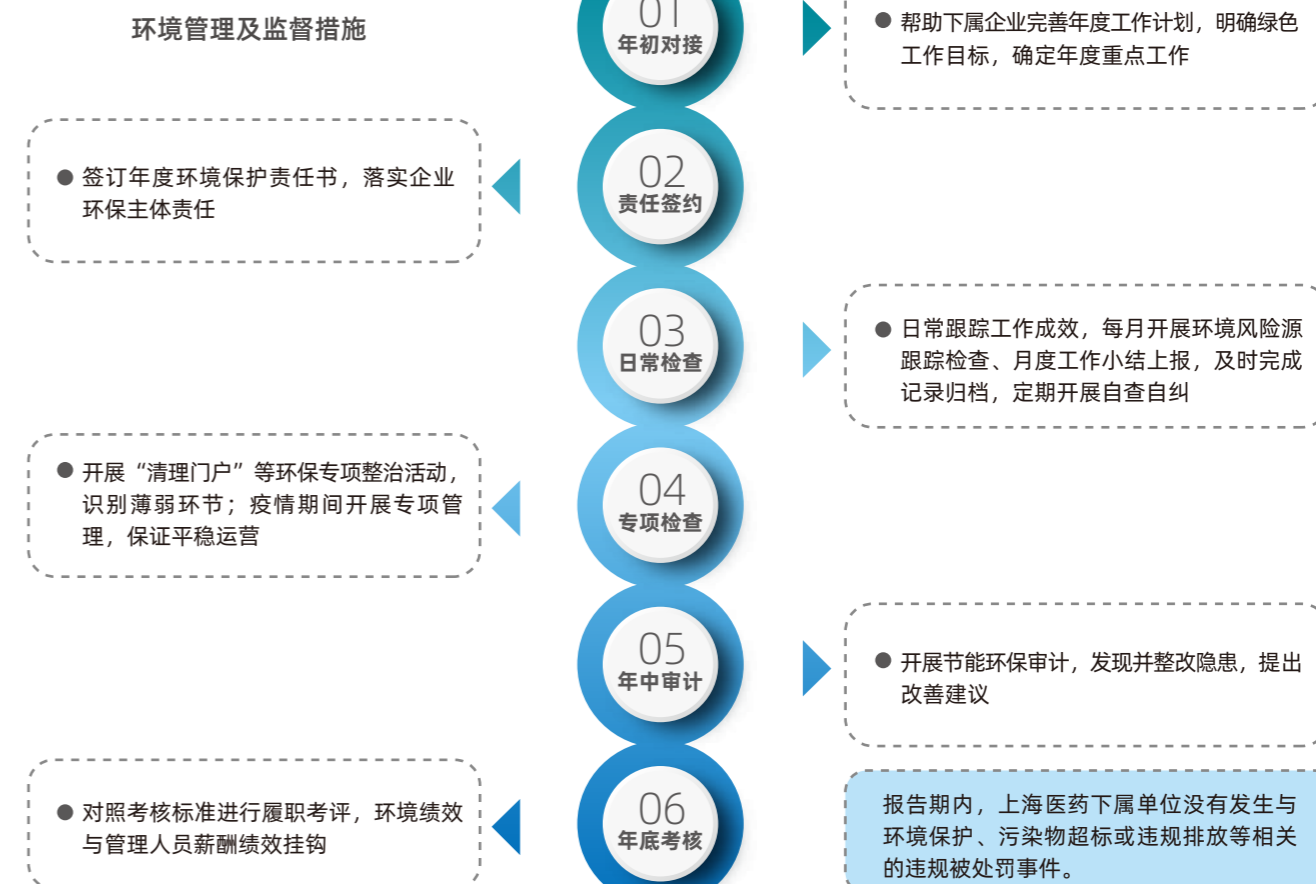 环境管理及监督措施
01
年初对接
● 帮助下属企业完善年度工作计划，明确绿色
工作目标，确定年度重点工作
02
责任签约
● 签订年度环境保护责任书，落实企业
环保主体责任
03
日常检查
● 日常跟踪工作成效，每月开展环境风险源
跟踪检查、月度工作小结上报，及时完成
记录归档，定期开展自查自纠
04
专项检查
● 开展“清理门户”等环保专项整治活动，
识别薄弱环节；疫情期间开展专项管
理，保证平稳运营
05
年中审计
● 开展节能环保审计，发现并整改隐患，提出
改善建议
06
年底考核
● 对照考核标准进行履职考评，环境绩效
与管理人员薪酬绩效挂钩
报告期内，上海医药下属单位没有发生与
环境保护、污染物超标或违规排放等相关
的违规被处罚事件。